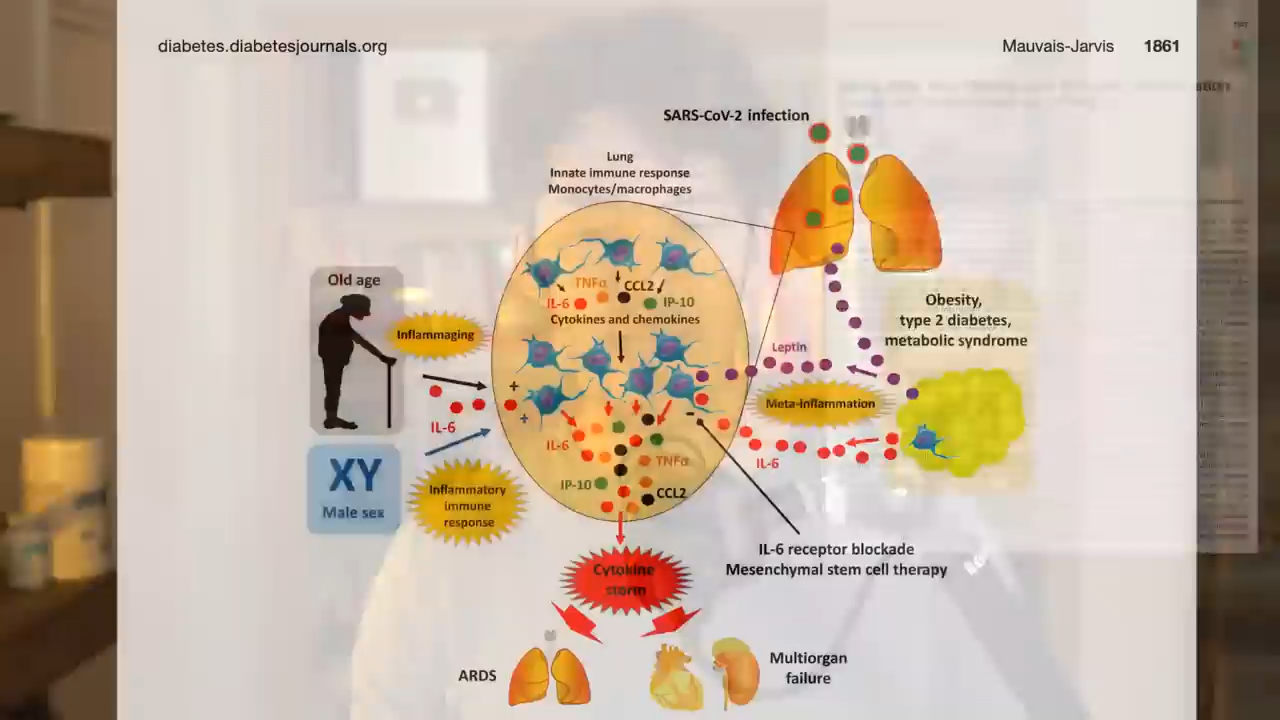 diabetes.diabetesjournals.org
Mauvais-Jarvis 1861
SARS-CoV-2 infection
Lung
Innate immune response
Monocytes/macrophages
Old age
Inflammaging
IL-6
XY
Male sex
Inflammatory
immune
response
+
+
TNFα
CCL2
IL-6
IP-10
Cytokines and chemokines
IL-6
TNFα
IP-10
CCL2
-
Leptin
Meta-inflammation
IL-6
Obesity,
type 2 diabetes,
metabolic syndrome
IL-6 receptor blockade
Mesenchymal stem cell therapy
Cytokine
storm
ARDS
Multiorgan
failure